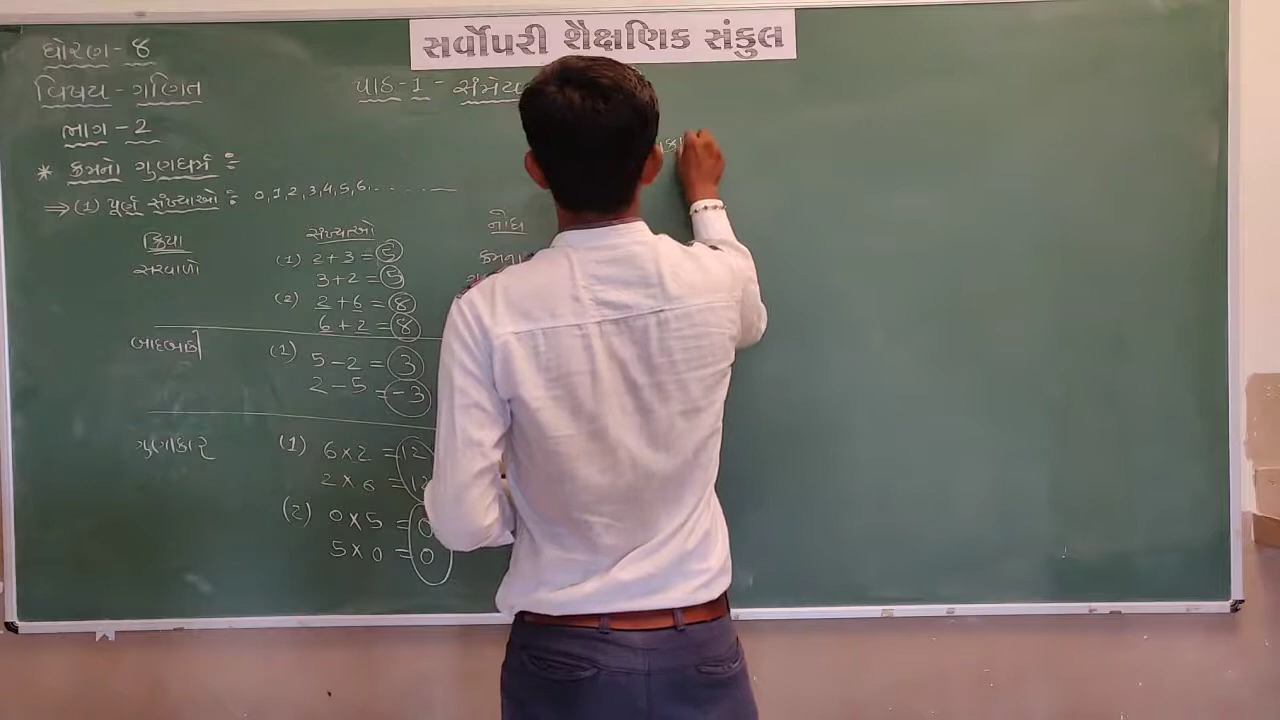 સર્વોપરી શૈક્ષણિક સંકુલ
ધોરણ - 8
વિષય - ગણિત
પાઠ - 1 - સંમેય
ભાગ - 2
* ક્રમનો ગુણધર્મ :-
⇒ (1) પૂર્ણ સંખ્યાઓ :- 0,1,2,3,4,5,6.......
ક્રિયા સંખ્યાઓ નોંધ
સરવાળો (1) 2+3=5
3+2=5
(2) 2+6=8
6+2=8
બાદબાકી (1) 5-2=3
2-5=-3
ગુણાકાર (1) 6×2=12
2×6=12
(2) 0×5=0
5×0=0